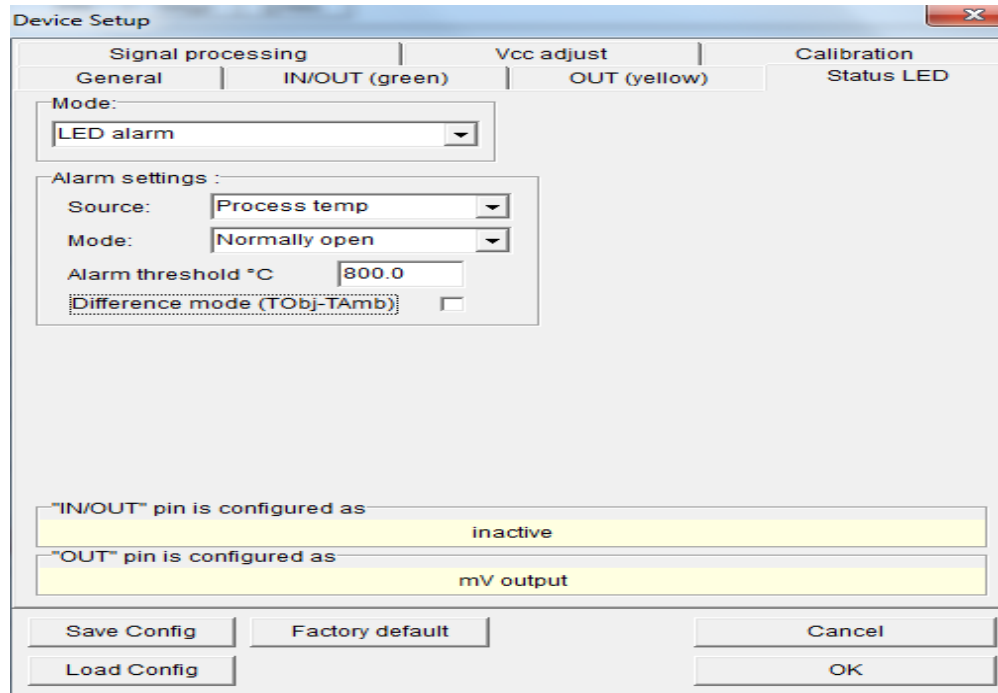 Device Setup
Signal processing Vcc adjust Calibration
General IN/OUT (green) OUT (yellow) Status LED
Mode:
LED alarm
Alarm settings :
Source: Process temp
Mode: Normally open
Alarm threshold °C 800.0
Difference mode (TObj-TAmb)
"IN/OUT" pin is configured as
inactive
"OUT" pin is configured as
mV output
Save Config Factory default Cancel
Load Config OK